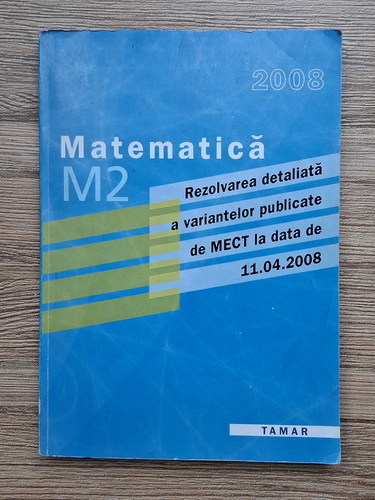 2008
Matematică
M2
Rezolvarea detaliată
a variantelor publicate
de MECT la data de
11.04.2008
TAMAR